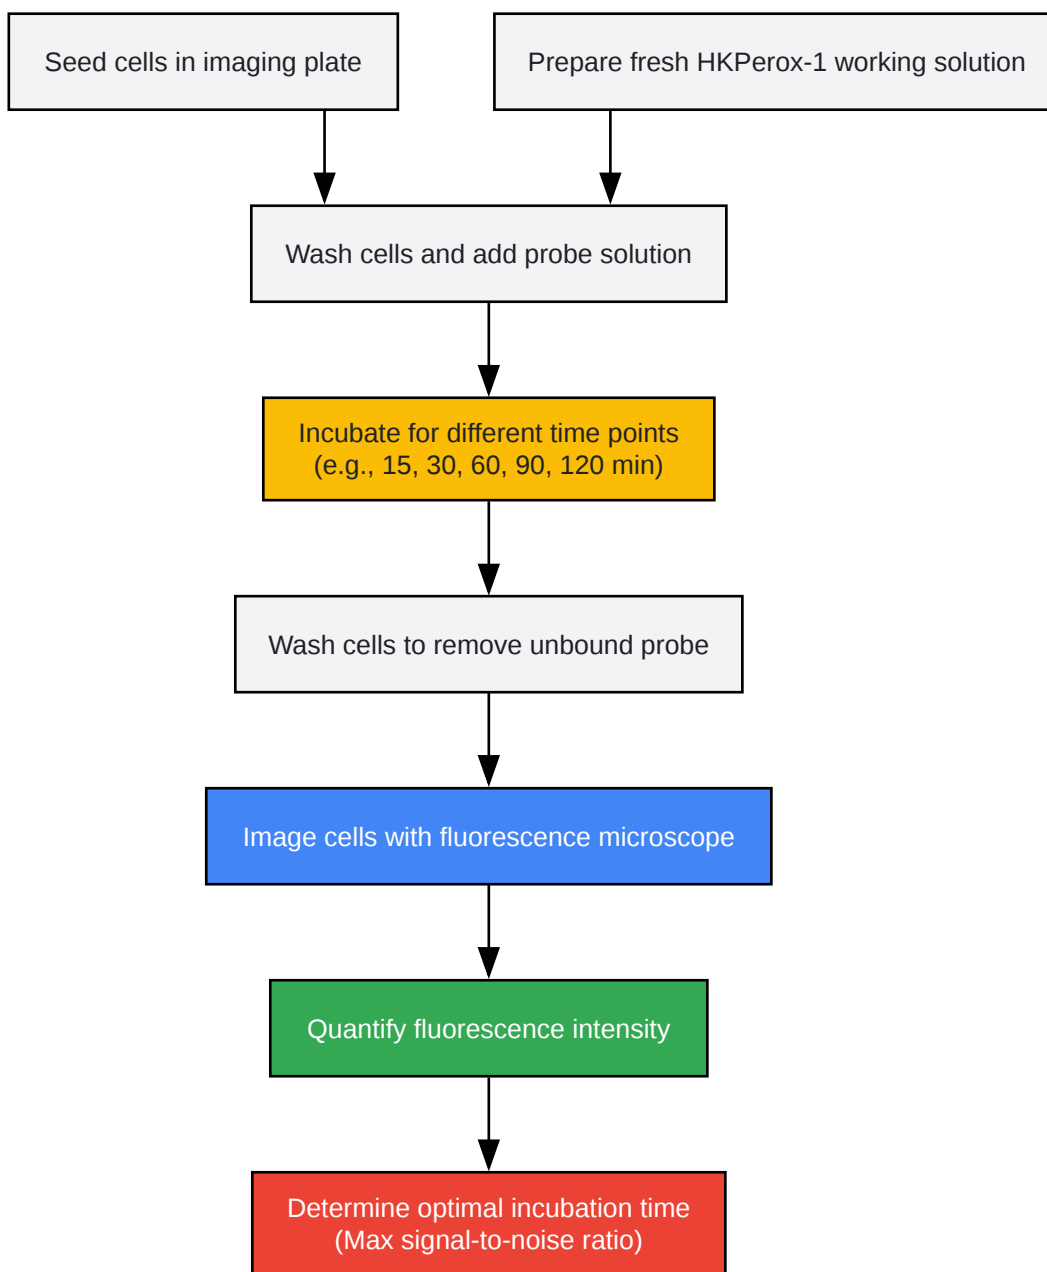 Seed cells in imaging plate
Prepare fresh HKPerox-1 working solution
Wash cells and add probe solution
Incubate for different time points
(e.g., 15, 30, 60, 90, 120 min)
Wash cells to remove unbound probe
Image cells with fluorescence microscope
Quantify fluorescence intensity
Determine optimal incubation time
(Max signal-to-noise ratio)